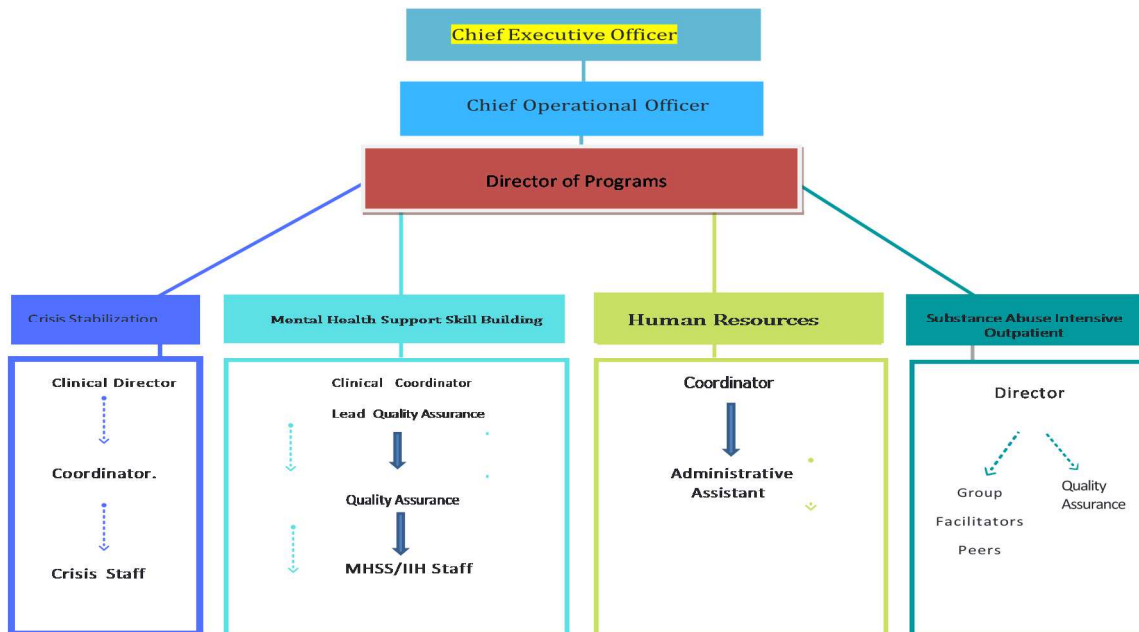 Chief Executive Officer
Chief Operational Officer
Director of Programs
Crisis Stabilization
Mental Health Support Skill Building
Human Resources
Substance Abuse Intensive
Outpatient
Clinical Director
Coordinator.
Crisis Staff
Clinical Coordinator
Lead Quality Assurance
Quality Assurance
MHSS/IIH Staff
Coordinator
Administrative
Assistant
Director
Group
Facilitators
Peers
Quality
Assurance